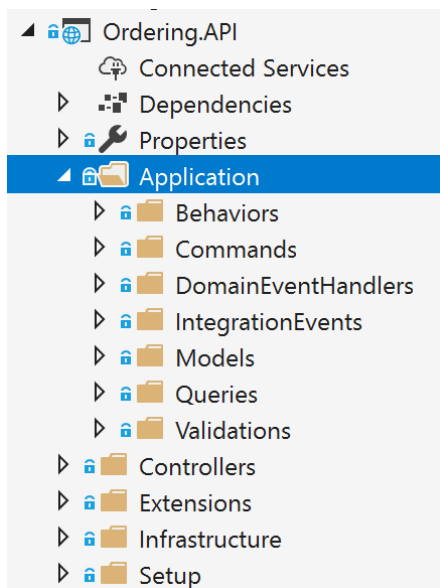 Ordering.API
Connected Services
Dependencies
Properties
Application
Behaviors
Commands
DomainEventHandlers
IntegrationEvents
Models
Queries
Validations
Controllers
Extensions
Infrastructure
Setup